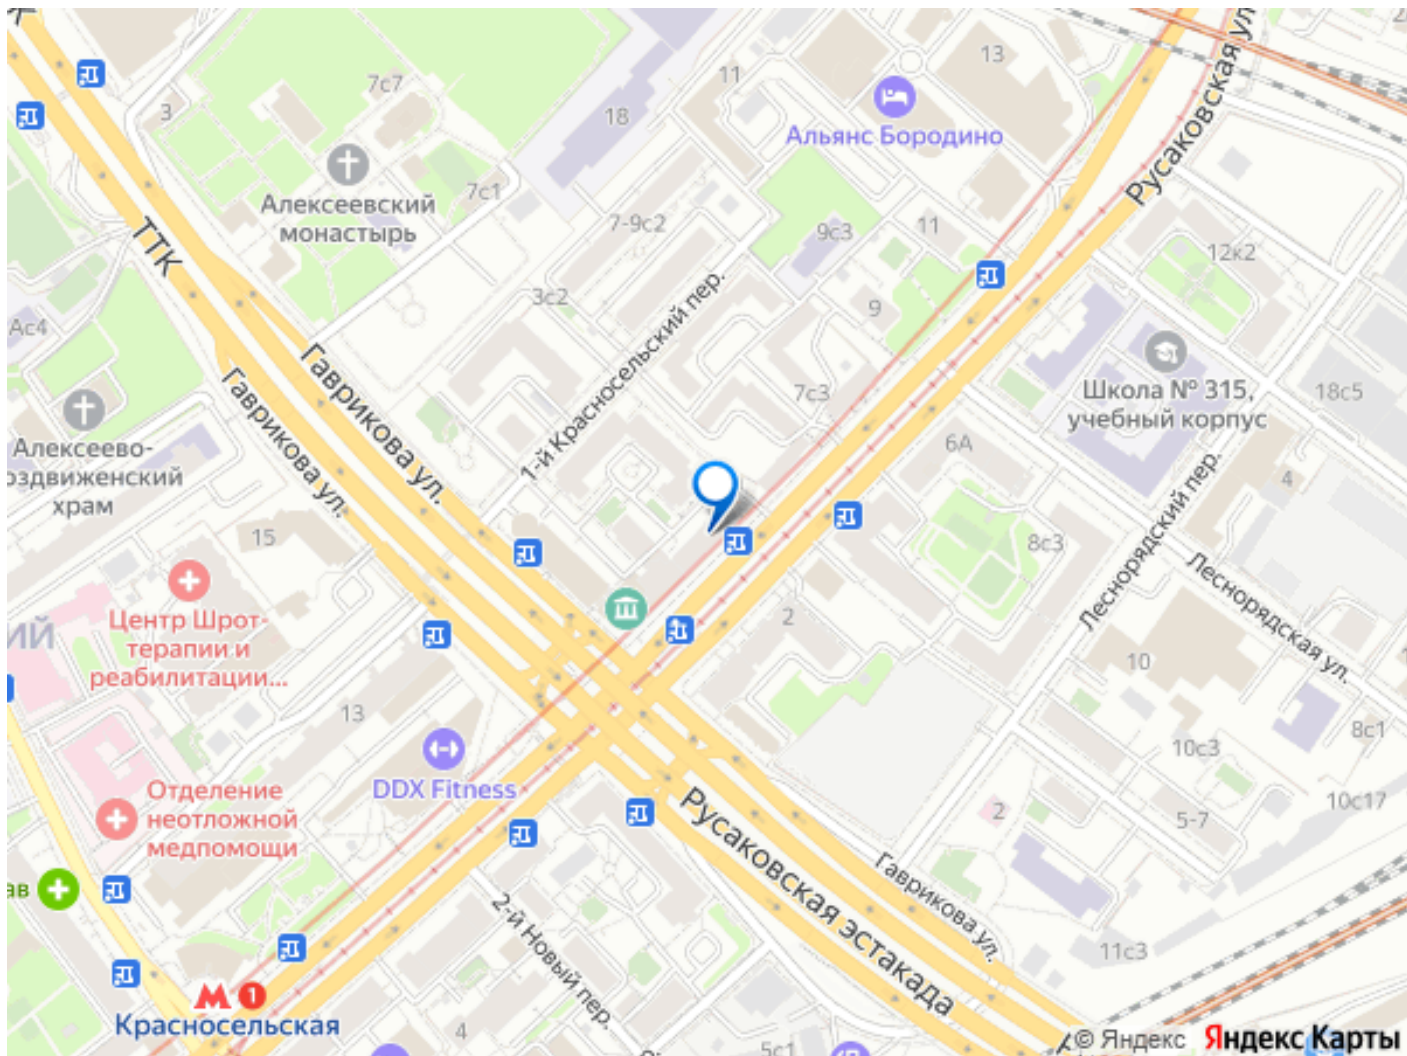 7с7
11
13
3
18
Альянс Бородино
Русаковская ул.
Алексеевский
монастырь
7с1
7-9с2
9с3
11
12к2
ТТК
3с2
9
Ас4
1-й Красносельский пер.
Гаврикова ул.
Гаврикова ул.
7с3
Школа № 315,
учебный корпус
18с5
Алексеево-
оздвиженский
храм
6А
4
15
8с3
Леснорядский пер.
Леснорядская ул.
Центр Шрот-
терапии и
реабилитации...
КИЙ
2
10
13
8с1
10с3
DDX Fitness
Отделение
неотложной
медпомощи
2
5-7
10с17
Русаковская эстакада
Гаврикова ул.
ав
2-й Новый пер.
11с3
М 1
Красносельская
4
5с1
© Яндекс Яндекс Карты